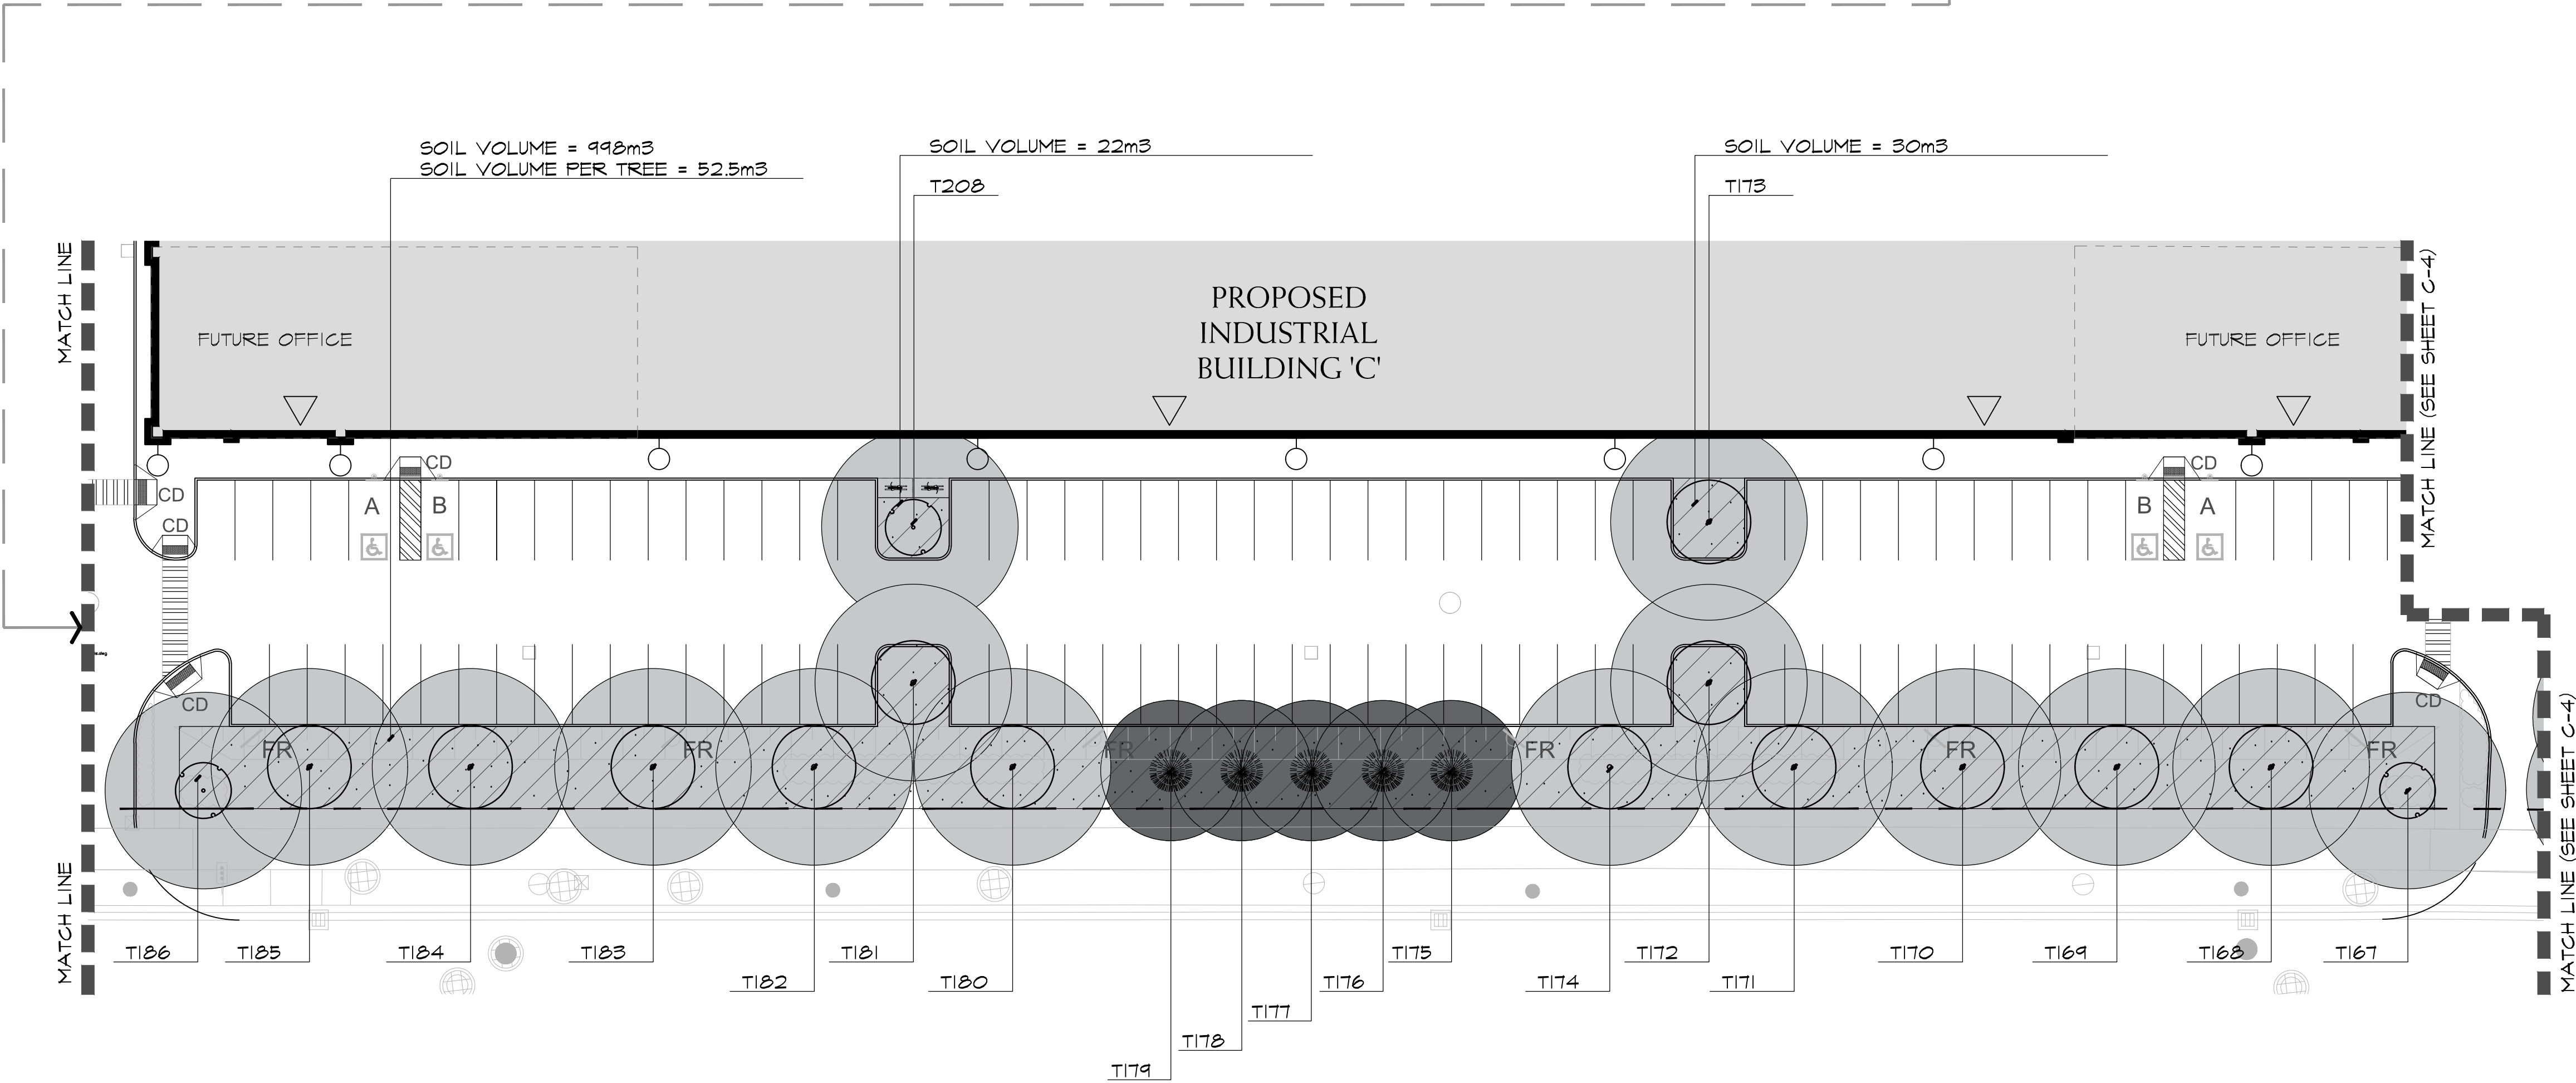 SOIL VOLUME = 998m3
SOIL VOLUME PER TREE = 52.5m3
SOIL VOLUME = 22m3
T208
SOIL VOLUME = 30m3
T173
MATCH LINE
MATCH LINE (SEE SHEET C-4)
PROPOSED
INDUSTRIAL
BUILDING 'C'
FUTURE OFFICE
FUTURE OFFICE
CD
CD
CD
CD
A
B
B
A
CD
CD
FR
FR
FR
FR
FR
FR
MATCH LINE
MATCH LINE (SEE SHEET C-4)
T186
T185
T184
T183
T181
T175
T172
T170
T169
T168
T167
T182
T180
T176
T174
T171
T177
T178
T179